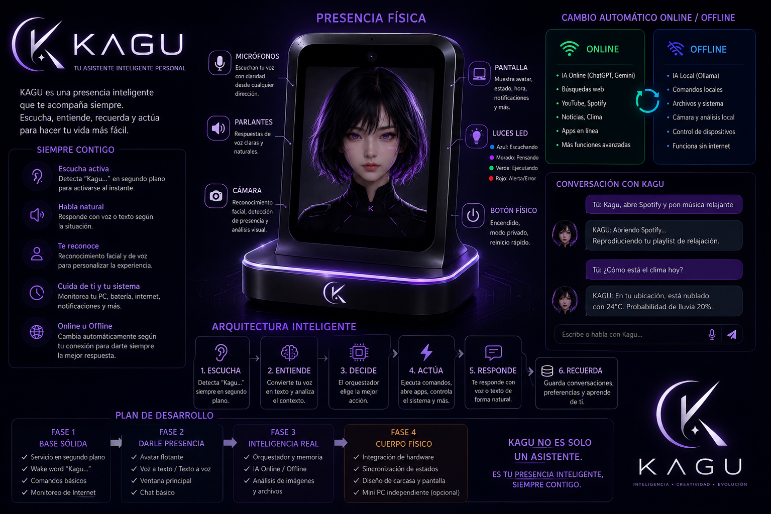 KAGU
TU ASISTENTE INTELIGENTE PERSONAL
KAGU es una presencia inteligente
que te acompaña siempre.
Escucha, entiende, recuerda y actúa
para hacer tu vida más fácil.
SIEMPRE CONTIGO
Escucha activa
Detecta "Kagu..." en segundo plano
para activarse al instante
Habla natural
Responde con voz o texto según
la situación.
Te reconoce
Reconocimiento facial y de voz
para personalizar la experiencia.
Cuida de ti y tu sistema
Monitorea tu PC, batería, internet,
notificaciones y más.
Online u Offline
Cambia automáticamente según
tu conexión para darte siempre
la mejor respuesta.
PRESENCIA FÍSICA
MICRÓFONOS
Escuchan tu voz
con claridad
desde cualquier
dirección.
PARLANTES
Respuestas de
voz claras y
naturales.
CÁMARA
Reconocimiento
facial, detección
de presencia y
análisis visual.
PANTALLA
Muestra avatar,
estado, hora,
notificaciones
y más.
LUCES LED
Azul: Escuchando
Morado: Pensando
Verde: Ejecutando
Rojo: Alerta/Error
BOTÓN FÍSICO
Encendido,
modo privado,
reinicio rápido.
CAMBIO AUTOMÁTICO ONLINE / OFFLINE
ONLINE
• IA Online (ChatGPT, Gemini)
• Búsquedas web
• YouTube, Spotify
• Noticias, Clima
• Apps en línea
• Más funciones avanzadas
OFFLINE
• IA Local (Ollama)
• Comandos locales
• Archivos y sistema
• Cámara y análisis local
• Control de dispositivos
• Funciona sin internet
CONVERSACIÓN CON KAGU
Tú: Kagu, abre Spotify y pon música relajante
KAGU: Abriendo Spotify...
Reproduciendo tu playlist de relajación.
Tú: ¿Cómo está el clima hoy?
KAGU: En tu ubicación, está nublado
con 24°C. Probabilidad de lluvia 20%.
Escribe o habla con Kagu...
ARQUITECTURA INTELIGENTE
1. ESCUCHA
Detecta "Kagu..."
siempre en segundo
plano.
2. ENTIENDE
Convierte tu voz
en texto y analiza
el contexto.
3. DECIDE
El orquestador
elige la mejor
acción.
4. ACTÚA
Ejecuta comandos,
abre apps, controla
el sistema y más.
5. RESPONDE
Te responde con
voz o texto de
forma natural.
6. RECUERDA
Guarda conversaciones,
preferencias y aprende
de ti.
PLAN DE DESARROLLO
FASE 1
BASE SÓLIDA
✓ Servicio en segundo plano
✓ Wake word "Kagu..."
✓ Comandos básicos
✓ Monitoreo de Internet
FASE 2
DARLE PRESENCIA
✓ Avatar flotante
✓ Voz a texto / Texto a voz
✓ Ventana principal
✓ Chat básico
FASE 3
INTELIGENCIA REAL
✓ Orquestador y memoria
✓ IA Online / Offline
✓ Análisis de imágenes
y archivos
FASE 4
CUERPO FÍSICO
✓ Integración de hardware
✓ Sincronización de estados
✓ Diseño de carcasa y pantalla
✓ Mini PC independiente (opcional)
KAGU NO ES SOLO
UN ASISTENTE.
ES TU PRESENCIA INTELIGENTE,
SIEMPRE CONTIGO.
KAGU
INTELIGENCIA • CREATIVIDAD • EVOLUCIÓN